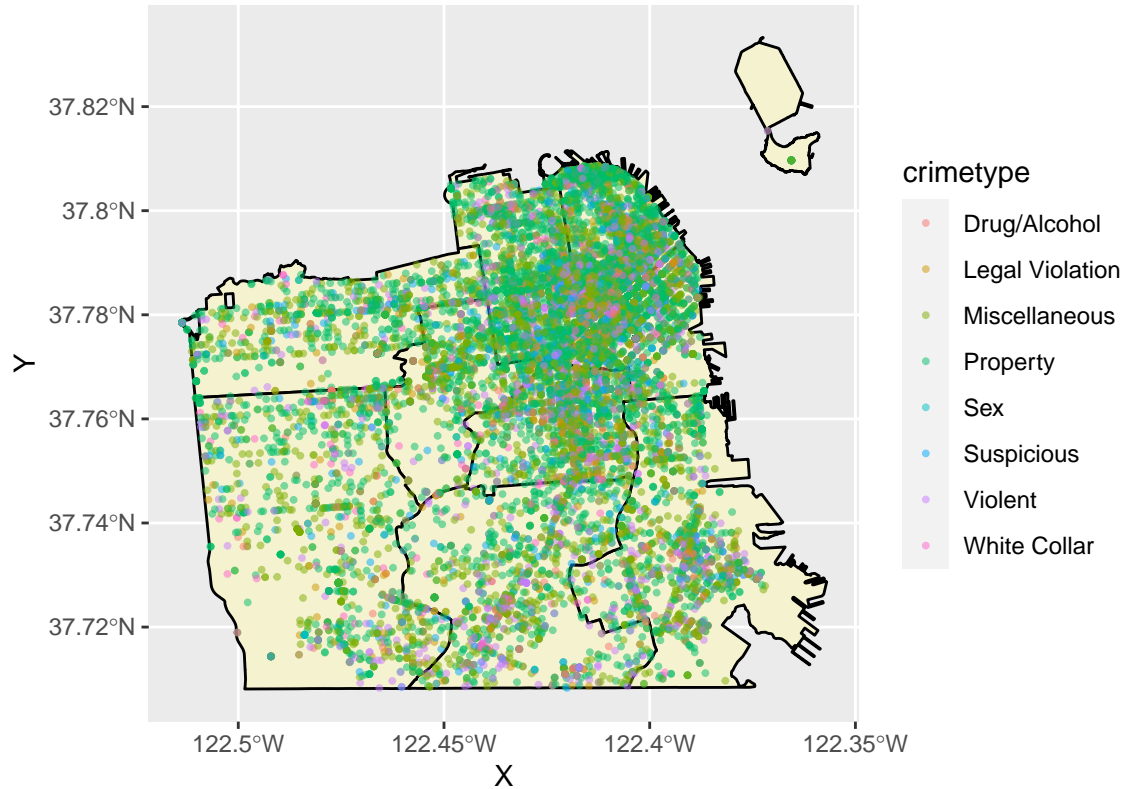 37.82°N
37.8°N
37.78°N
37.76°N
37.74°N
37.72°N
Y
122.5°W
122.45°W
122.4°W
122.35°W
X
crimetype
Drug/Alcohol
Legal Violation
Miscellaneous
Property
Sex
Suspicious
Violent
White Collar